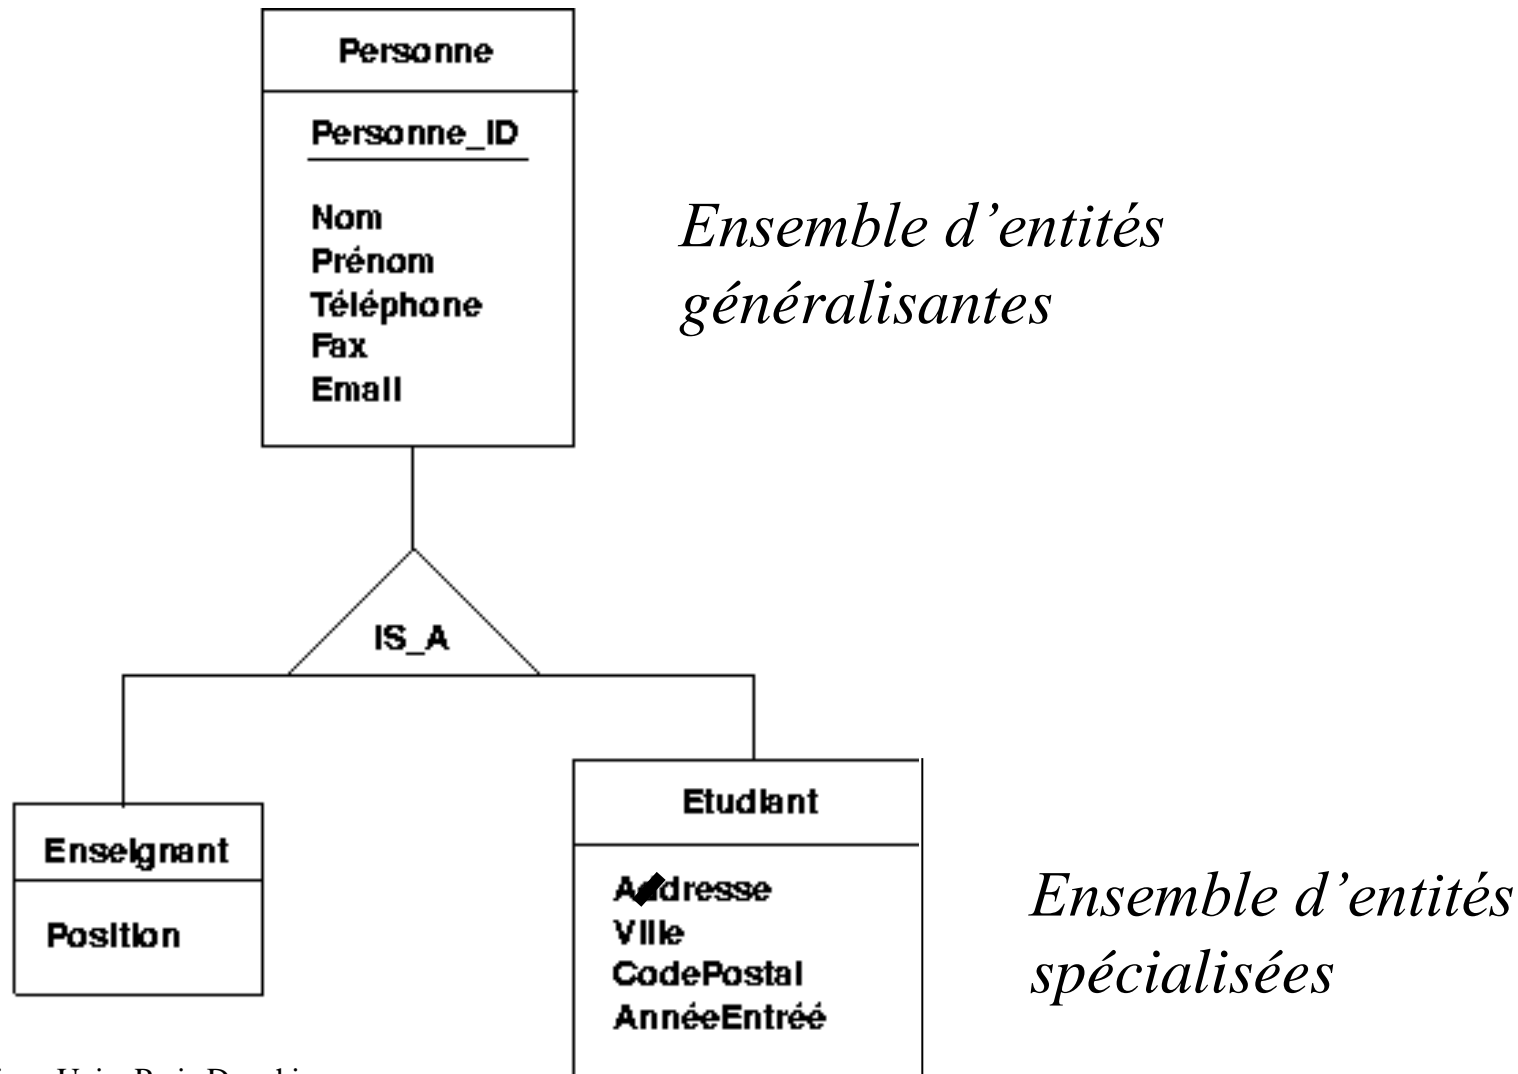 Personne
Personne_ID
Nom
Prénom
Téléphone
Fax
Email
Ensemble d'entités
généralisantes
IS_A
Enseignant
Position
Etudiant
Addresse
Ville
CodePostal
AnnéeEntréé
Ensemble d'entités
spécialisées